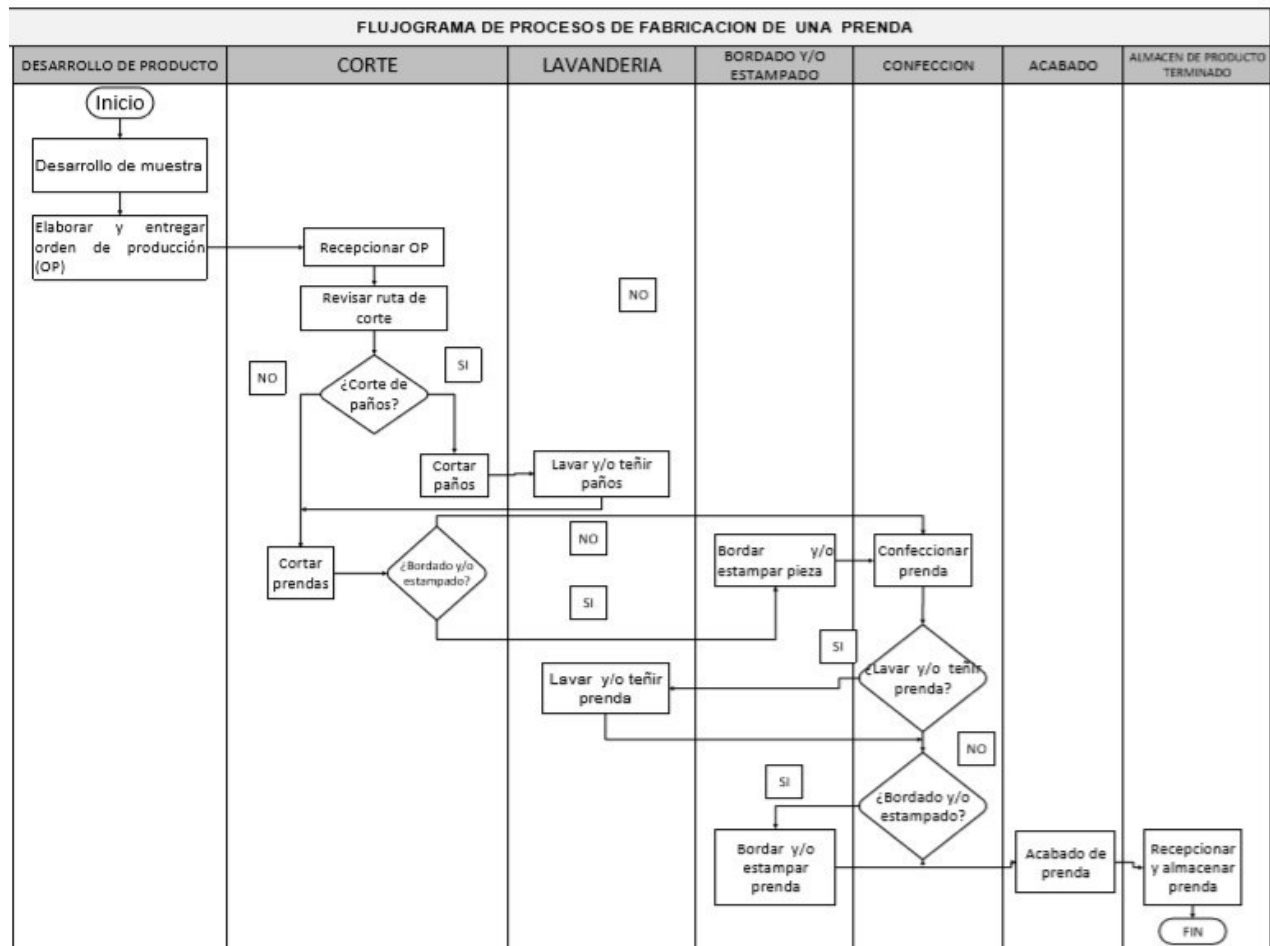 FLUJOGRAMA DE PROCESOS DE FABRICACION DE UNA PRENDA
DESARROLLO DE PRODUCTO
CORTE
LAVANDERIA
BORDADO Y/O
ESTAMPADO
CONFECCION
ACABADO
ALMACEN DE PRODUCTO
TERMINADO
Inicio
Desarrollo de muestra
Elaborar y entregar
orden de producción
(OP)
Recepcionar OP
Revisar ruta de
corte
NO
NO
SI
¿Corte de
paños?
Cortar
paños
Lavar y/o teñir
paños
Cortar
prendas
¿Bordado y/o
estampado?
NO
SI
Bordar y/o
estampar pieza
Confeccionar
prenda
SI
¿Lavar y/o teñir
prenda?
Lavar y/o teñir
prenda
NO
SI
¿Bordado y/o
estampado?
Bordar y/o
estampar
prenda
Acabado de
prenda
Recepcionar
y almacenar
prenda
FIN